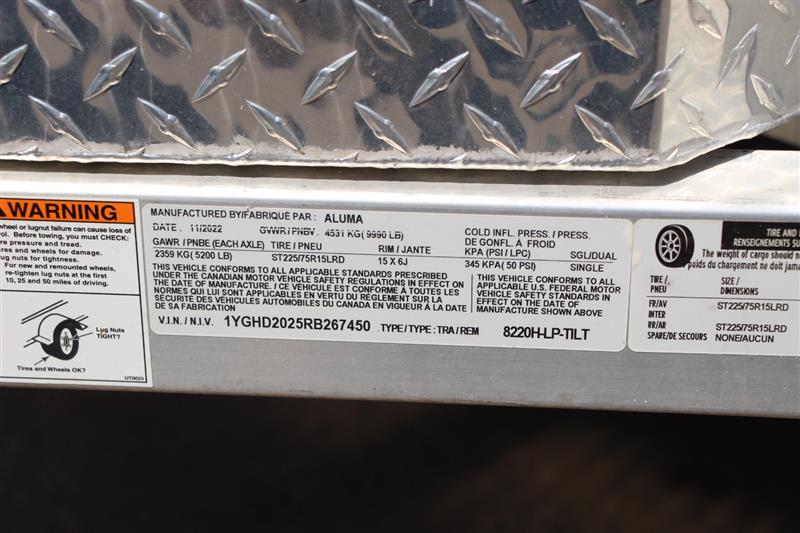 WARNING
wheel or lugnut failure can cause loss of
control. Before towing, you must CHECK:
pressure and tread.
wheels for damage.
lug nuts for tightness.
For new and remounted wheels,
re-tighten lug nuts at the first
10, 25 and 50 miles of driving.
Lug Nuts
TIGHT?
Tires and Wheels OK?
UT0023
MANUFACTURED BY/FABRIQUÉ PAR : ALUMA
DATE : 11/2022 GVWR / PNBV : 4531 KG( 9990 LB)
GAWR / PNBE (EACH AXLE) TIRE / PNEU RIM / JANTE
2359 KG( 5200 LB) ST225/75R15LRD 15 X 6J
COLD INFL. PRESS. / PRESS.
DE GONFL. À FROID
KPA (PSI / LPC) SGL/DUAL
345 KPA( 50 PSI) SINGLE
THIS VEHICLE CONFORMS TO ALL APPLICABLE STANDARDS PRESCRIBED
UNDER THE CANADIAN MOTOR VEHICLE SAFETY REGULATIONS IN EFFECT ON
THE DATE OF MANUFACTURE. / CE VÉHICULE EST CONFORME À TOUTES LES
NORMES QUI LUI SONT APPLICABLES EN VERTU DU RÈGLEMENT SUR LA
SÉCURITÉ DES VÉHICULES AUTOMOBILES DU CANADA EN VIGUEUR À LA DATE DE SA
FABRICATION
THIS VEHICLE CONFORMS TO ALL
APPLICABLE U.S. FEDERAL MOTOR
VEHICLE SAFETY STANDARDS IN
EFFECT ON THE DATE OF
MANUFACTURE SHOWN ABOVE
V.I.N. / N.I.V. 1YGHD2025RB267450 TYPE / TYPE : TRA / REM 8220H-LP-TILT
TIRE AND
RENSEIGNEMENTS SU
The weight of cargo should never
poids du chargement ne doit jamais
TIRE / PNEU SIZE / DIMENSIONS
FR/AV ST225/75R15LRD
INTER
RR/AR ST225/75R15LRD
SPARE/DE SECOURS NONE/AUCUN